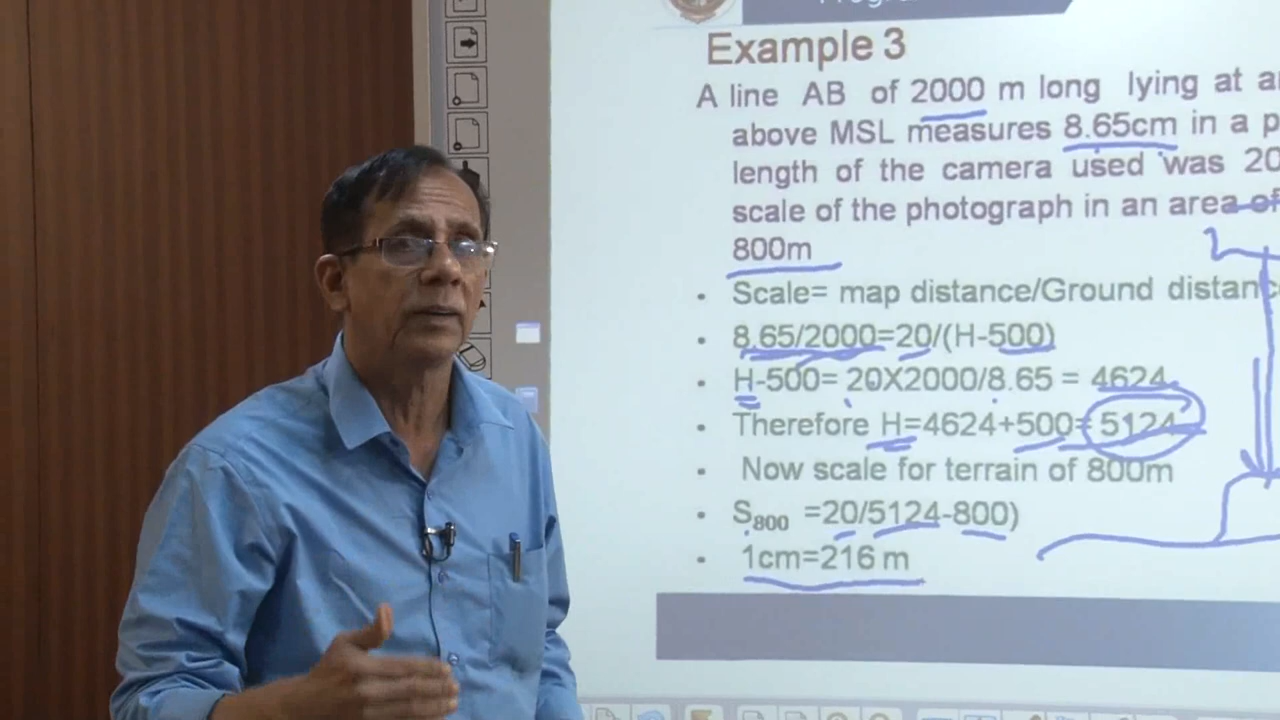 Example 3
A line AB of 2000 m long lying at
above MSL measures 8.65cm in a
length of the camera used was 20
scale of the photograph in an area of
800m
• Scale= map distance/Ground distance
• 8.65/2000=20/(H-500)
• H-500= 20X2000/8.65 = 4624
• Therefore H=4624+500= 5124
• Now scale for terrain of 800m
• S800 =20/5124-800)
• 1cm=216 m